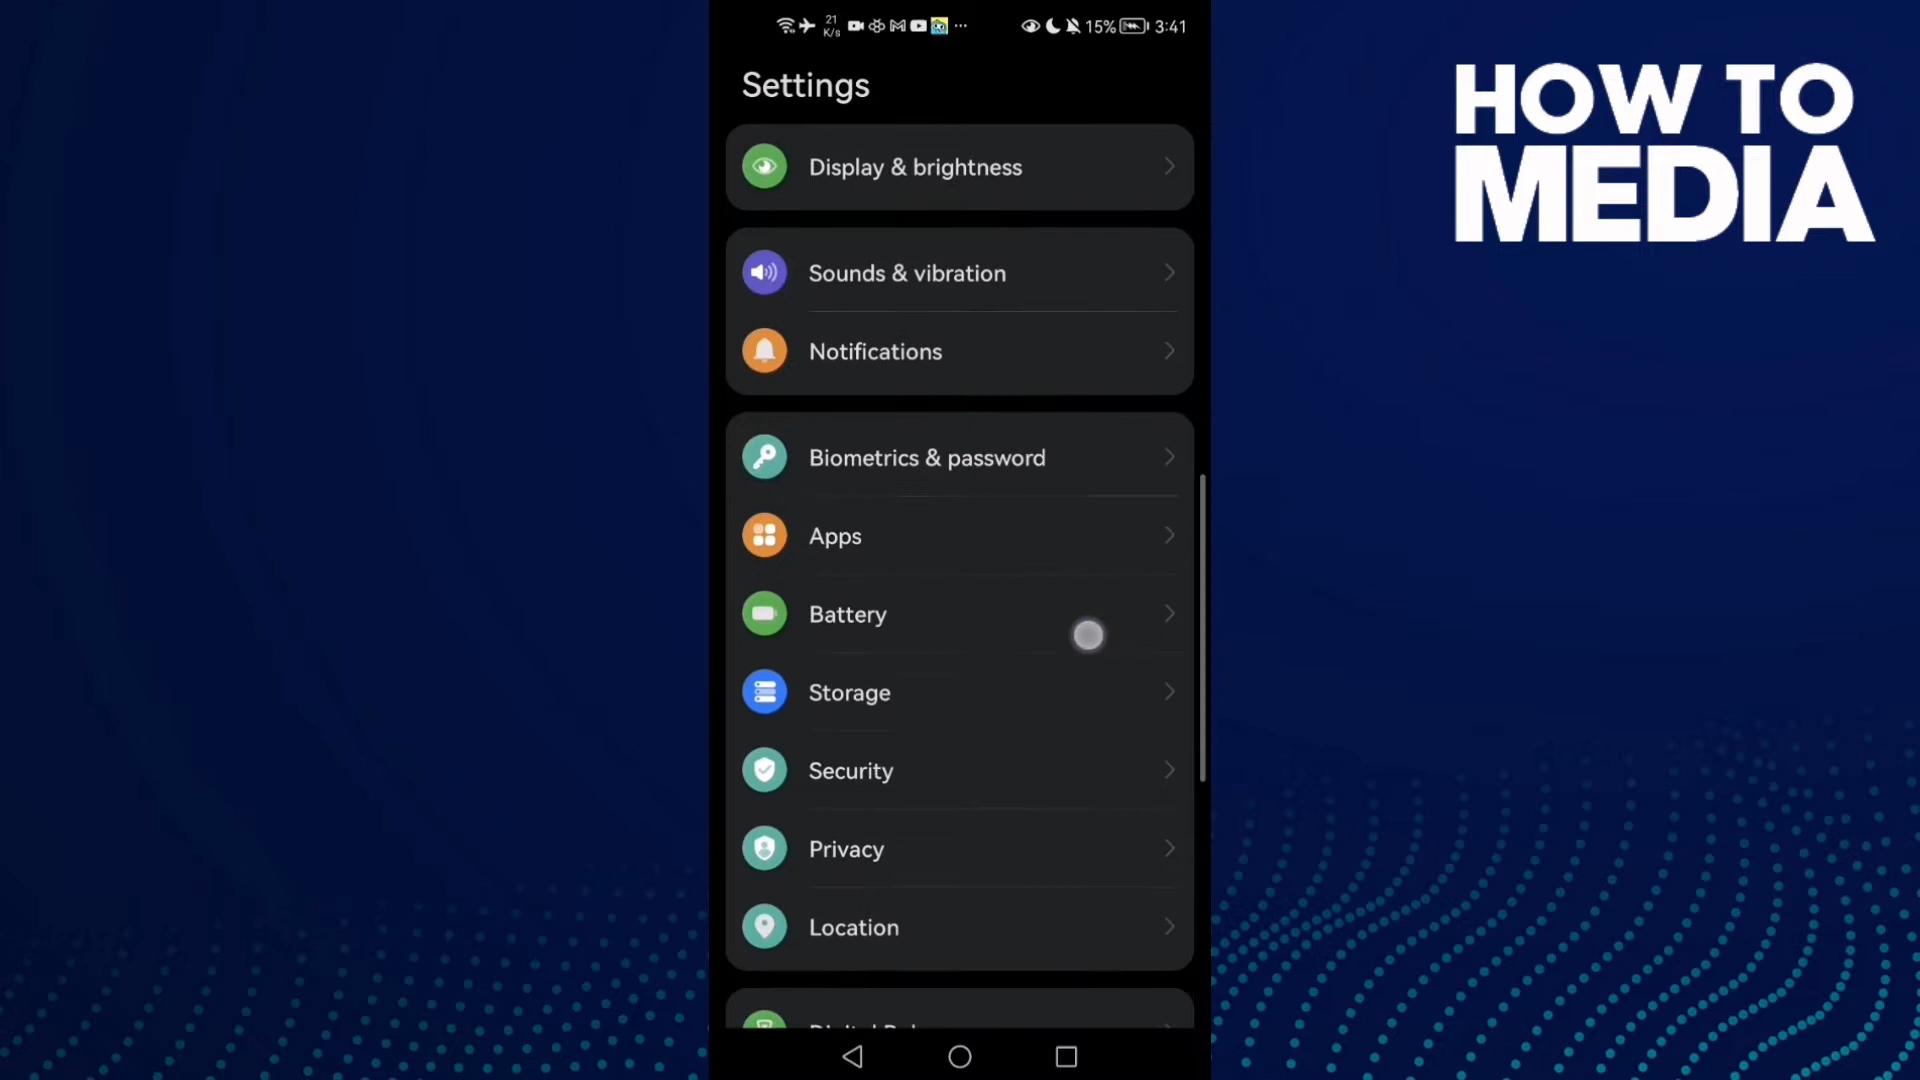 21
K/s
15%
3:41
Settings
HOW TO
MEDIA
Display & brightness
Sounds & vibration
Notifications
Biometrics & password
Apps
Battery
Storage
Security
Privacy
Location